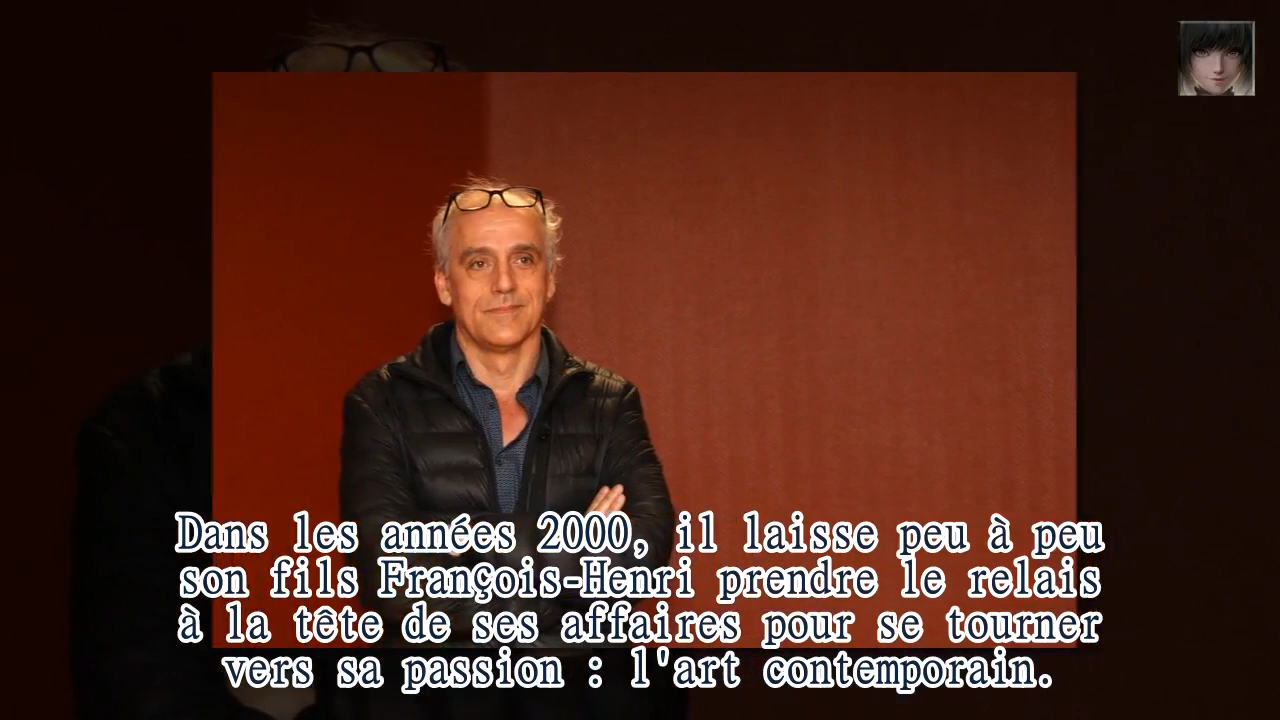 Dans les années 2000, il laisse peu à peu
son fils François-Henri prendre le relais
à la tête de ses affaires pour se tourner
vers sa passion : l'art contemporain.